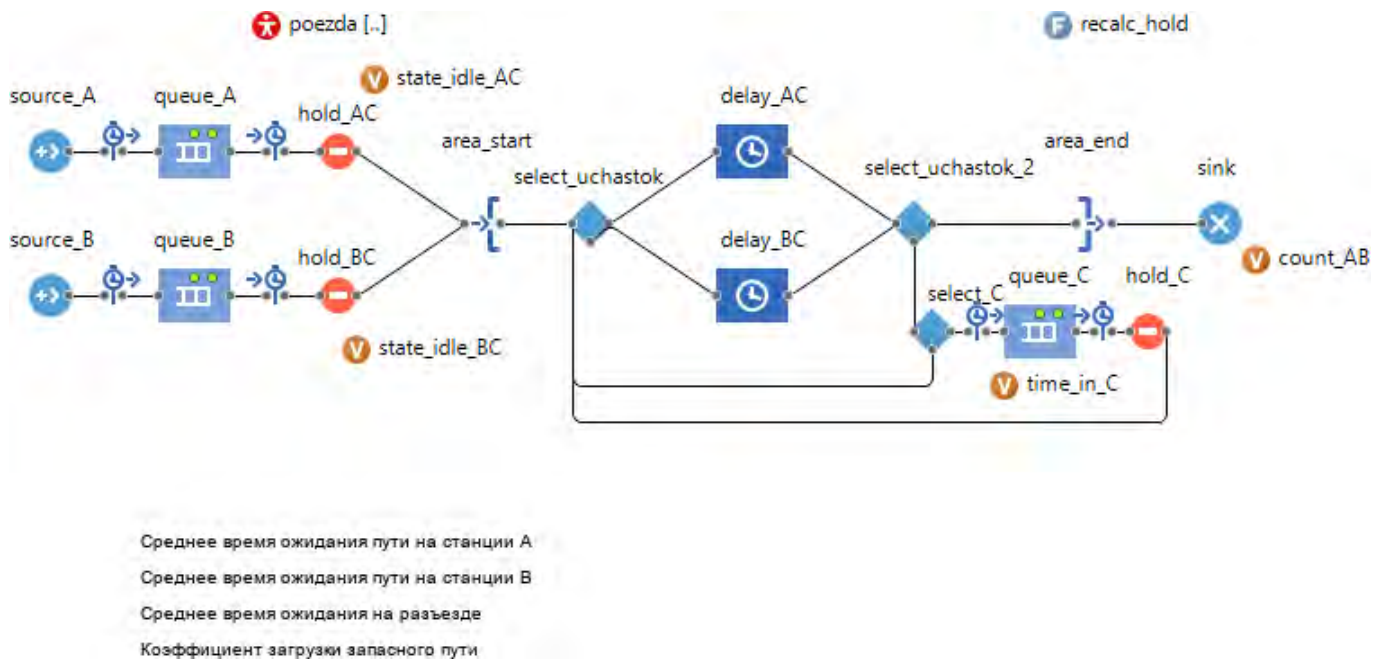 poezda [..]
recalc_hold
state_idle_AC
source_A
queue_A
hold_AC
delay_AC
area_start
select_uchastok
select_uchastok_2
area_end
sink
source_B
queue_B
hold_BC
delay_BC
count_AB
select_C
queue_C
hold_C
state_idle_BC
time_in_C
Среднее время ожидания пути на станции А
Среднее время ожидания пути на станции В
Среднее время ожидания на разъезде
Коэффициент загрузки запасного пути